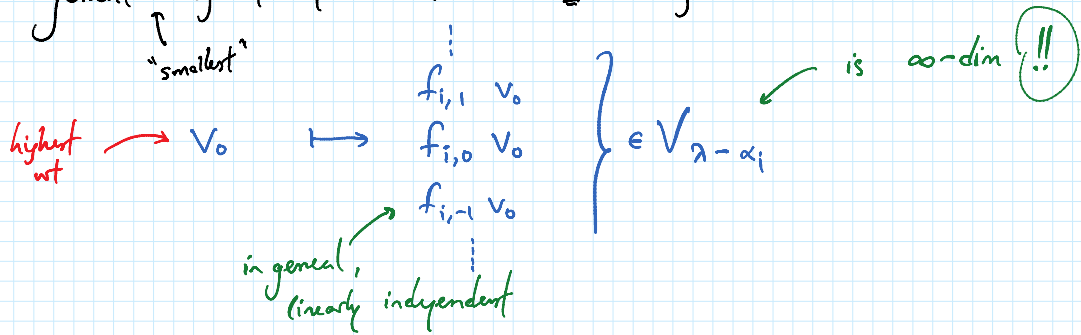 "smallest"
is ∞-dim !!
f_{i,1} v_0
highest wt → v_0 ↦ f_{i,0} v_0 } ∈ V_{λ-α_i}
f_{i,-1} v_0
in geneal,
linearly independent